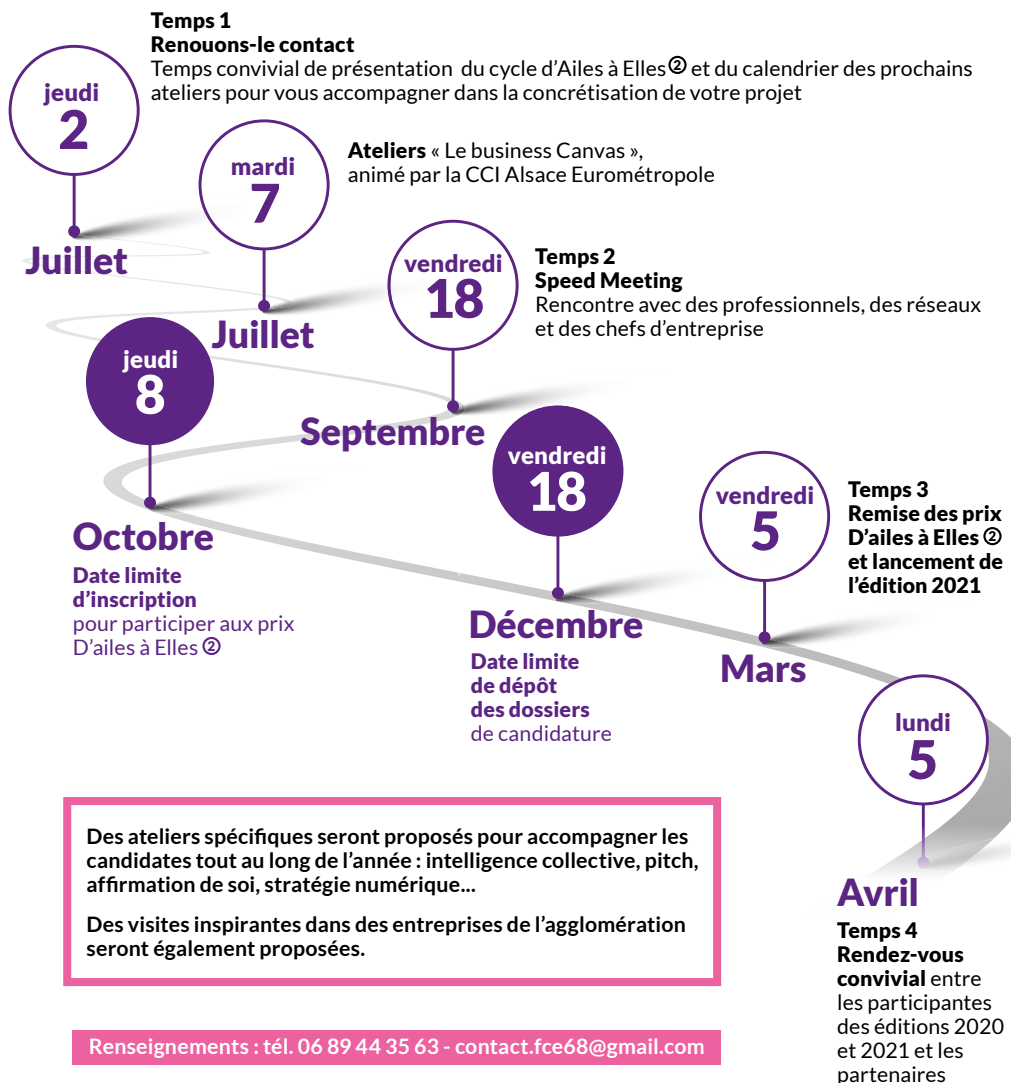 Temps 1
Renouons-le contact
Temps convivial de présentation du cycle d'Ailes à Elles ② et du calendrier des prochains
ateliers pour vous accompagner dans la concrétisation de votre projet
jeudi
2
Juillet
mardi
7
Juillet
Ateliers « Le business Canvas »,
animé par la CCI Alsace Eurométropole
vendredi
18
Septembre
Temps 2
Speed Meeting
Rencontre avec des professionnels, des réseaux
et des chefs d'entreprise
jeudi
8
Octobre
Date limite
d'inscription
pour participer aux prix
D'ailes à Elles ②
vendredi
18
Décembre
Date limite
de dépôt
des dossiers
de candidature
vendredi
5
Mars
Temps 3
Remise des prix
D'ailes à Elles ②
et lancement de
l'édition 2021
lundi
5
Avril
Temps 4
Rendez-vous
convivial entre
les participantes
des éditions 2020
et 2021 et les
partenaires
Des ateliers spécifiques seront proposés pour accompagner les
candidates tout au long de l'année : intelligence collective, pitch,
affirmation de soi, stratégie numérique...
Des visites inspirantes dans des entreprises de l'agglomération
seront également proposées.
Renseignements : tél. 06 89 44 35 63 - contact.fce68@gmail.com